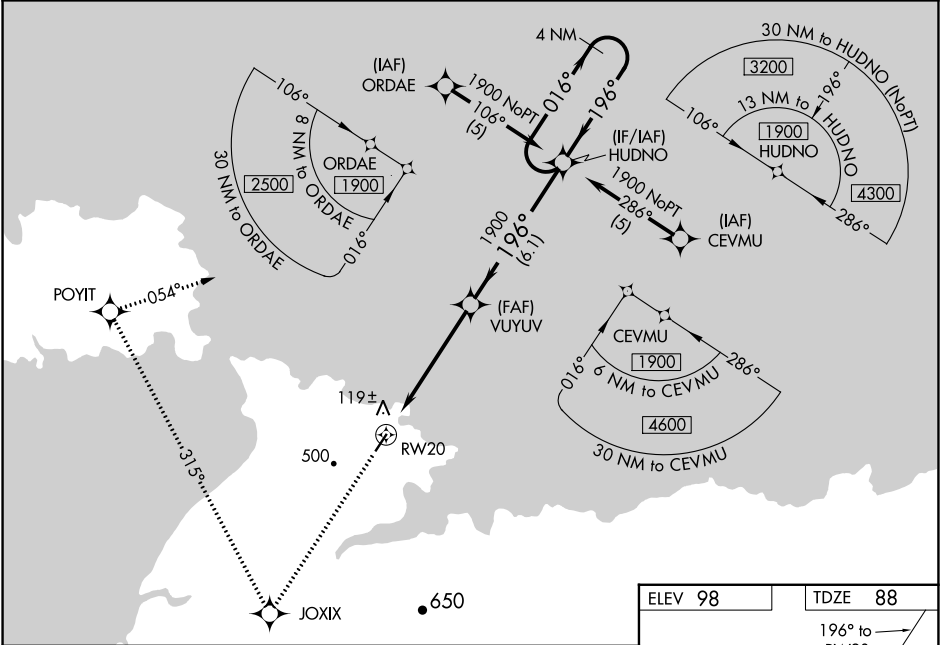 4 NM
(IAF)
ORDAE
1900 NoPT
106°
(5)
016°
196°
(IF/IAF)
HUDNO
1900 NoPT
286°
(5)
(IAF)
CEVMU
30 NM to HUDNO (NoPT)
3200
196°
13 NM to HUDNO
106°
1900
HUDNO
4300
286°
106°
8 NM to ORDAE
ORDAE
2500
1900
30 NM to ORDAE
016°
1900
196°
(6.1)
POYIT
054°
(FAF)
VUYUV
CEVMU
1900
016°
286°
6 NM to CEVMU
4600
30 NM to CEVMU
119±
RW20
500
315°
JOXIX
650
ELEV 98
TDZE 88
196° to
RW20